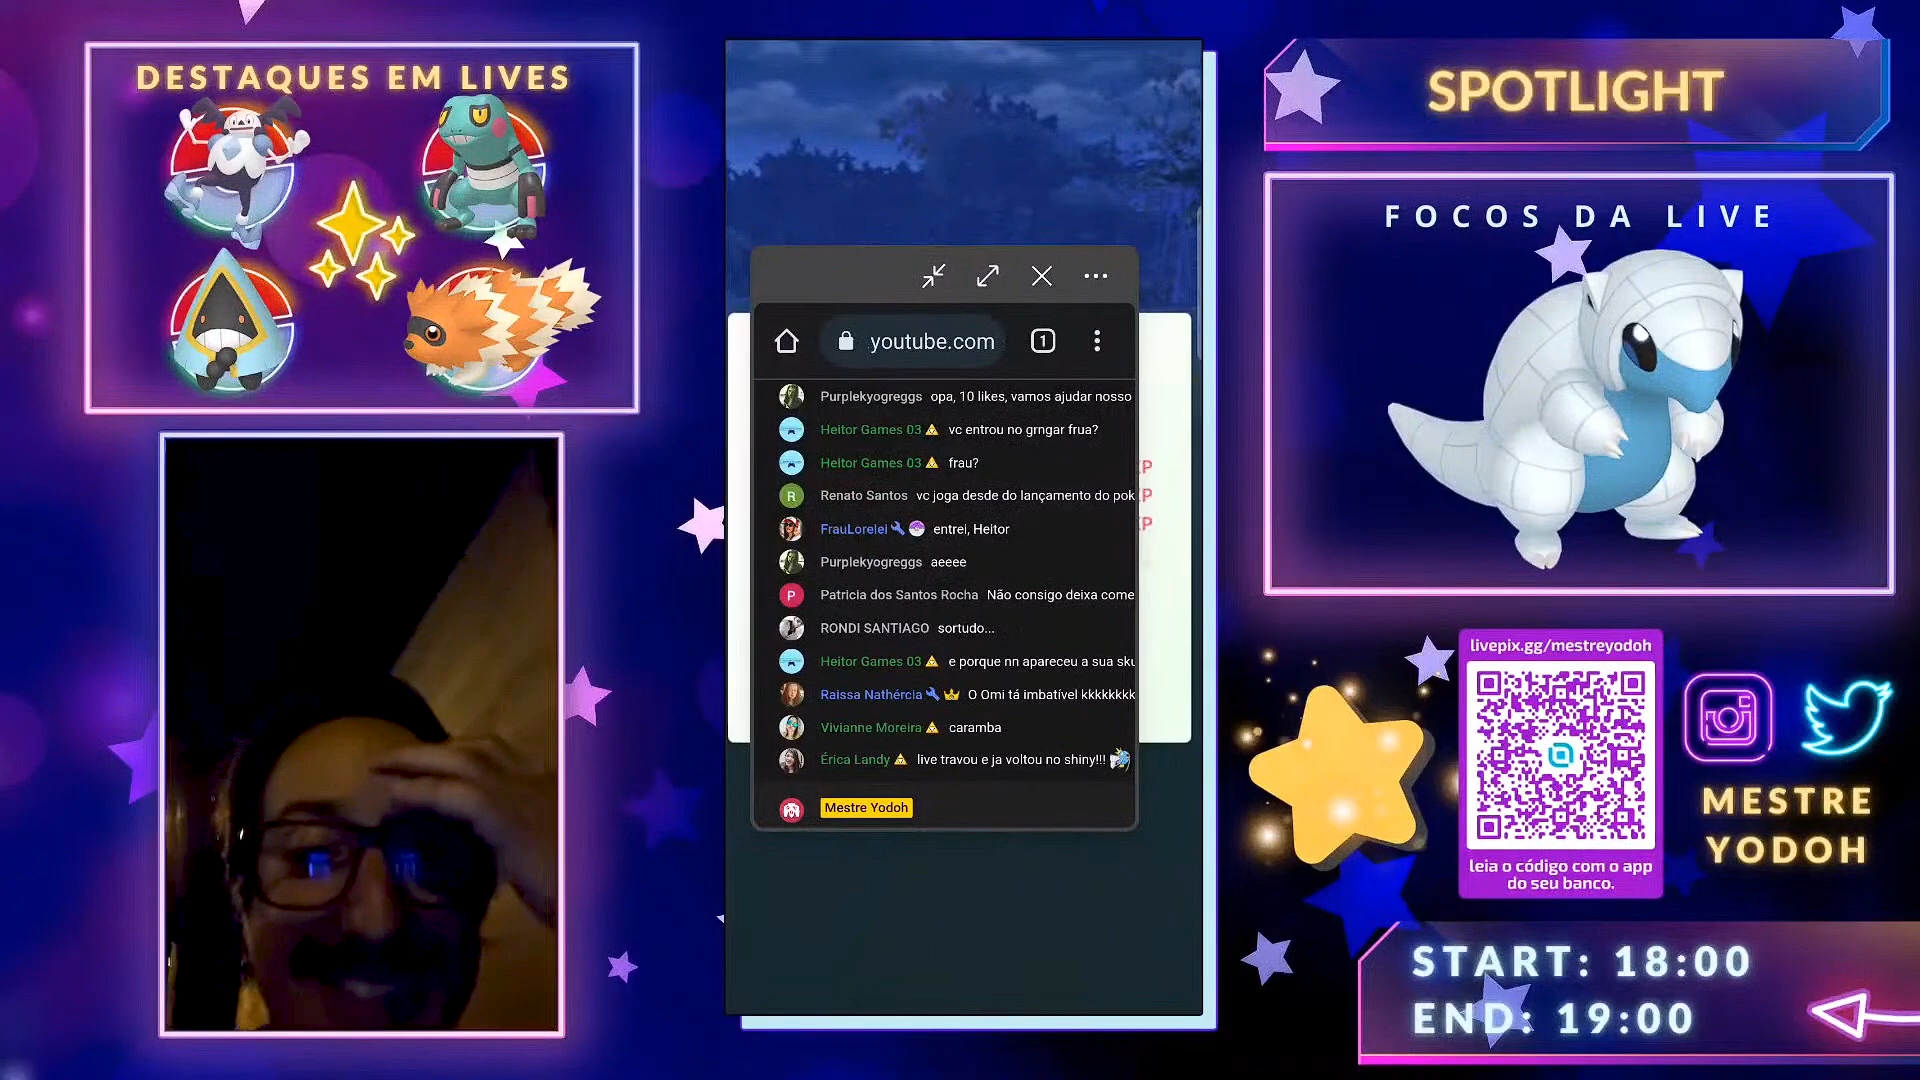 DESTAQUES EM LIVES
youtube.com
1
Purplekyogreggs opa, 10 likes, vamos ajudar nosso
Heitor Games 03 vc entrou no grngar frua?
Heitor Games 03 frau?
R Renato Santos vc joga desde do lançamento do pok
FrauLorelei entrei, Heitor
Purplekyogreggs aeeee
P Patricia dos Santos Rocha Não consigo deixa come
RONDI SANTIAGO sortudo...
Heitor Games 03 e porque nn apareceu a sua sku
Raissa Nathércia O Omi tá imbatível kkkkkkkk
Vivianne Moreira caramba
Érica Landy live travou e ja voltou no shiny!!!
Mestre Yodoh
P
P
P
SPOTLIGHT
FOCOS DA LIVE
livepix.gg/mestreyodoh
leia o código com o app
do seu banco.
MESTRE
YODOH
START: 18:00
END: 19:00